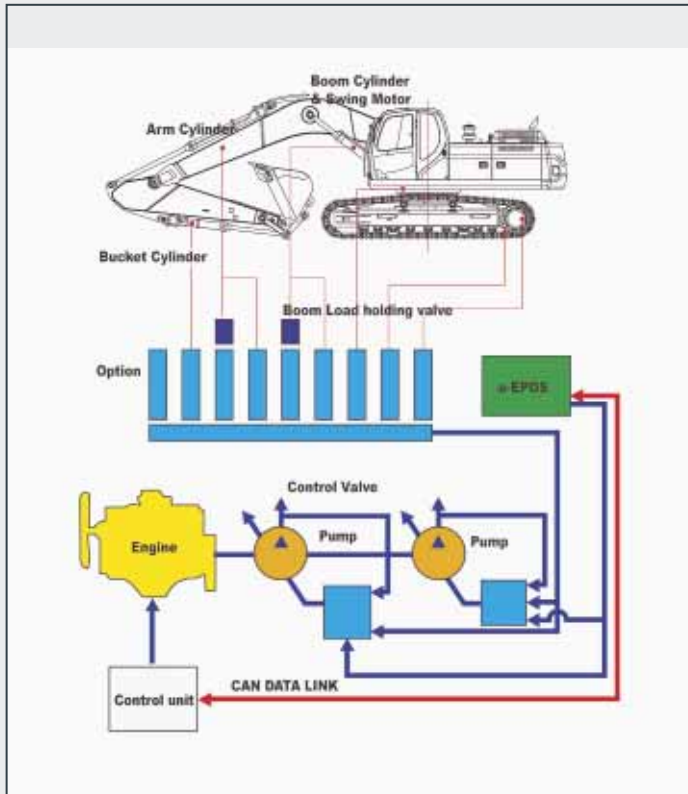 Boom Cylinder
& Swing Motor
Arm Cylinder
Bucket Cylinder
Boom Load holding valve
Option
e-EPOS
Control Valve
Pump
Pump
Engine
CAN DATA LINK
Control unit